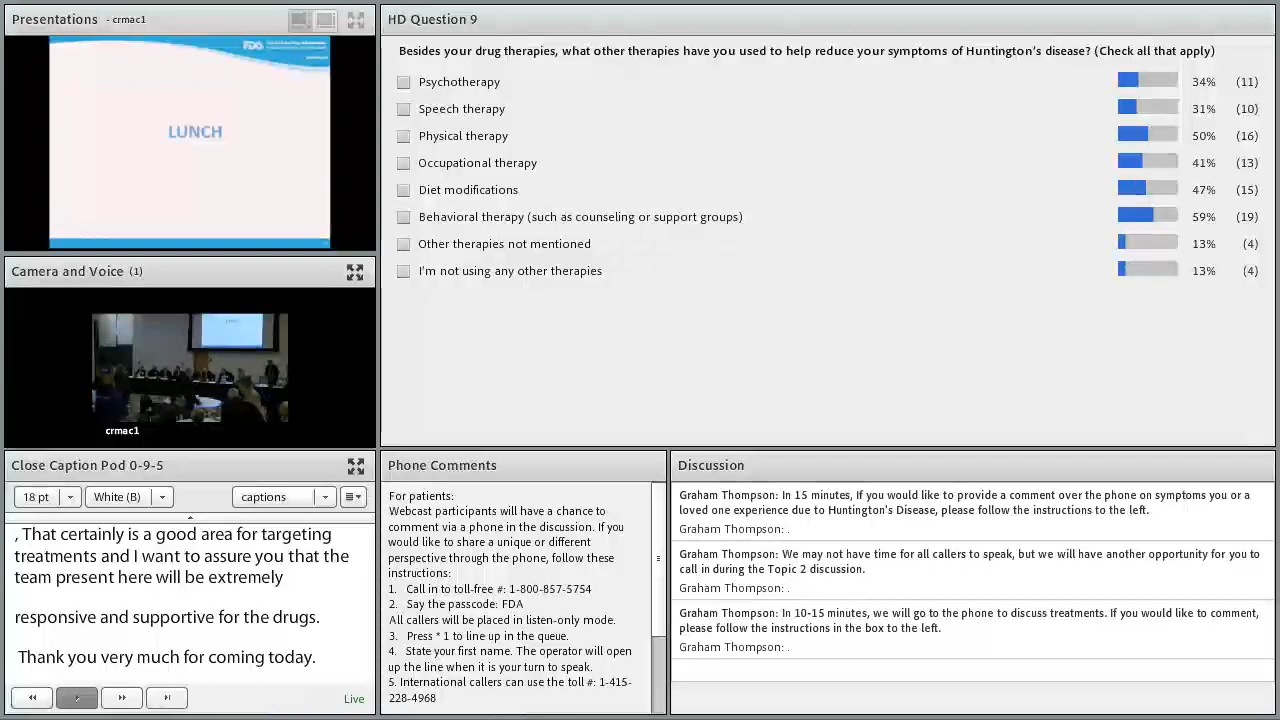 Presentations - crmac1
FDA
LUNCH
Camera and Voice (1)
crmac1
Close Caption Pod 0-9-5
18 pt
White (B)
captions
, That certainly is a good area for targeting
treatments and I want to assure you that the
team present here will be extremely
responsive and supportive for the drugs.
Thank you very much for coming today.
Live
HD Question 9
Besides your drug therapies, what other therapies have you used to help reduce your symptoms of Huntington's disease? (Check all that apply)
Psychotherapy 34% (11)
Speech therapy 31% (10)
Physical therapy 50% (16)
Occupational therapy 41% (13)
Diet modifications 47% (15)
Behavioral therapy (such as counseling or support groups) 59% (19)
Other therapies not mentioned 13% (4)
I'm not using any other therapies 13% (4)
Phone Comments
For patients:
Webcast participants will have a chance to
comment via a phone in the discussion. If you
would like to share a unique or different
perspective through the phone, follow these
instructions:
1. Call in to toll-free #: 1-800-857-5754
2. Say the passcode: FDA
All callers will be placed in listen-only mode.
3. Press * 1 to line up in the queue.
4. State your first name. The operator will open
up the line when it is your turn to speak.
5. International callers can use the toll #: 1-415-
228-4968
Discussion
Graham Thompson: In 15 minutes, If you would like to provide a comment over the phone on symptoms you or a
loved one experience due to Huntington's Disease, please follow the instructions to the left.
Graham Thompson: .
Graham Thompson: We may not have time for all callers to speak, but we will have another opportunity for you to
call in during the Topic 2 discussion.
Graham Thompson: .
Graham Thompson: In 10-15 minutes, we will go to the phone to discuss treatments. If you would like to comment,
please follow the instructions in the box to the left.
Graham Thompson: .